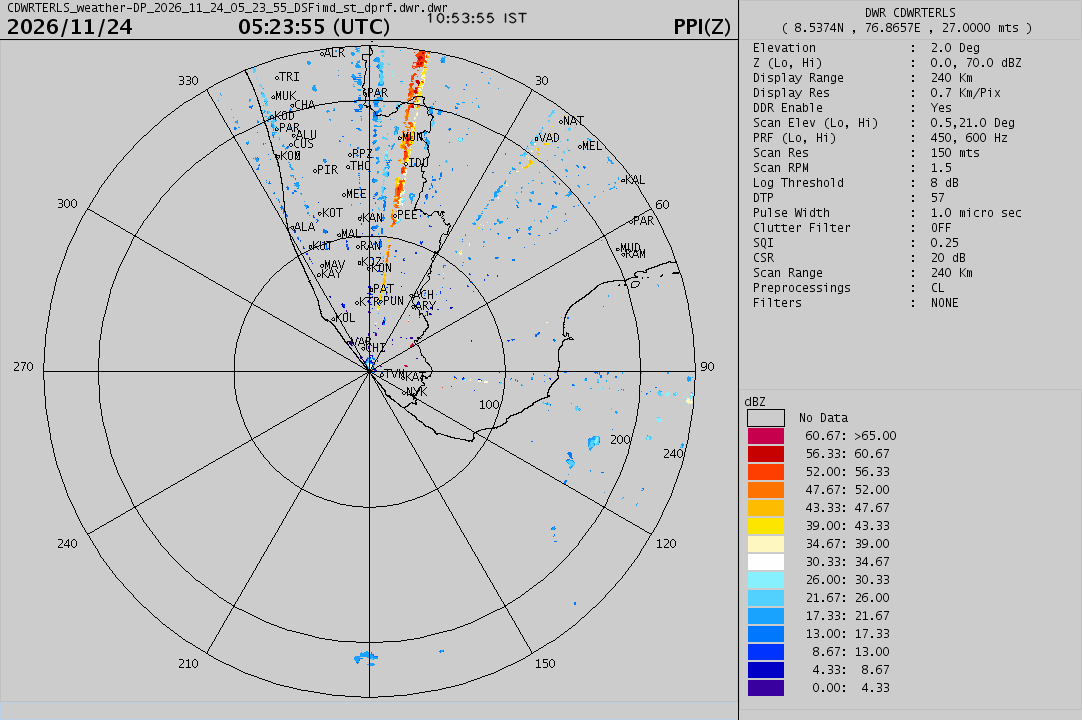 CDWRTERLS_weather-DP_2026_11_24_05_23_55_DSFimd_st_dprf.dwr.dwr
2026/11/24
05:23:55 (UTC)
10:53:55 IST
PPI(Z)
DWR CDWRTERLS
( 8.5374N , 76.8657E , 27.0000 mts )
Elevation : 2.0 Deg
Z (Lo, Hi) : 0.0, 70.0 dBZ
Display Range : 240 Km
Display Res : 0.7 Km/Pix
DDR Enable : Yes
Scan Elev (Lo, Hi) : 0.5,21.0 Deg
PRF (Lo, Hi) : 450, 600 Hz
Scan Res : 150 mts
Scan RPM : 1.5
Log Threshold : 8 dB
DTP : 57
Pulse Width : 1.0 micro sec
Clutter Filter : OFF
SQI : 0.25
CSR : 20 dB
Scan Range : 240 Km
Preprocessings : CL
Filters : NONE
dBZ
No Data
60.67: >65.00
56.33: 60.67
52.00: 56.33
47.67: 52.00
43.33: 47.67
39.00: 43.33
34.67: 39.00
30.33: 34.67
26.00: 30.33
21.67: 26.00
17.33: 21.67
13.00: 17.33
8.67: 13.00
4.33: 8.67
0.00: 4.33
ALR
330
TRI
30
MUK
PAR
CHA
KOD
NAT
PAR
ALU
MUN
VAD
CUS
MEL
KOM
PPZ
IDU
PIR
THO
KAL
MEE
300
60
KOT
KAN
PEE
PAR
ALA
MAL
KUT
RAN
MUD
RAM
KOZ
MAV
KON
KAY
PAT
ACH
KTR
PUN
ARY
KOL
VAR
CHI
270
90
TVM
KAT
NYK
100
200
240
240
120
210
150